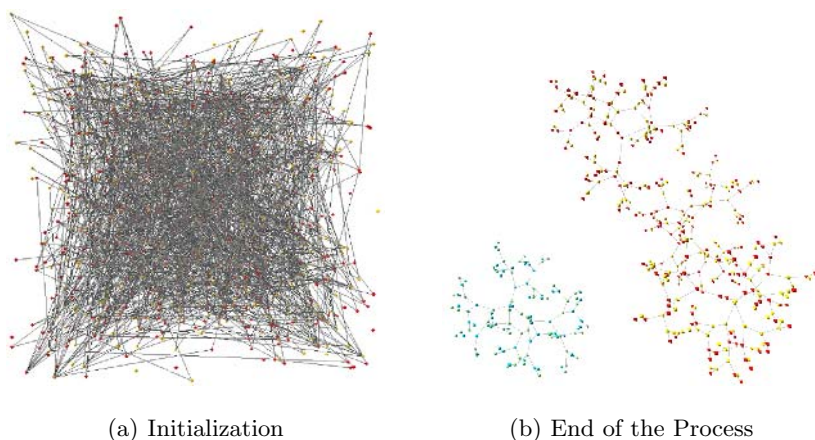 (a) Initialization
(b) End of the Process